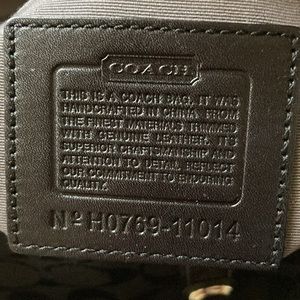 COACH
THIS IS A COACH BAG. IT WAS
HANDCRAFTED IN CHINA FROM
THE FINEST MATERIALS TRIMMED
WITH GENUINE LEATHER. ITS
SUPERIOR CRAFTSMANSHIP AND
ATTENTION TO DETAIL REFLECT
OUR COMMITMENT TO ENDURING
QUALITY.
Nº H0769-11014